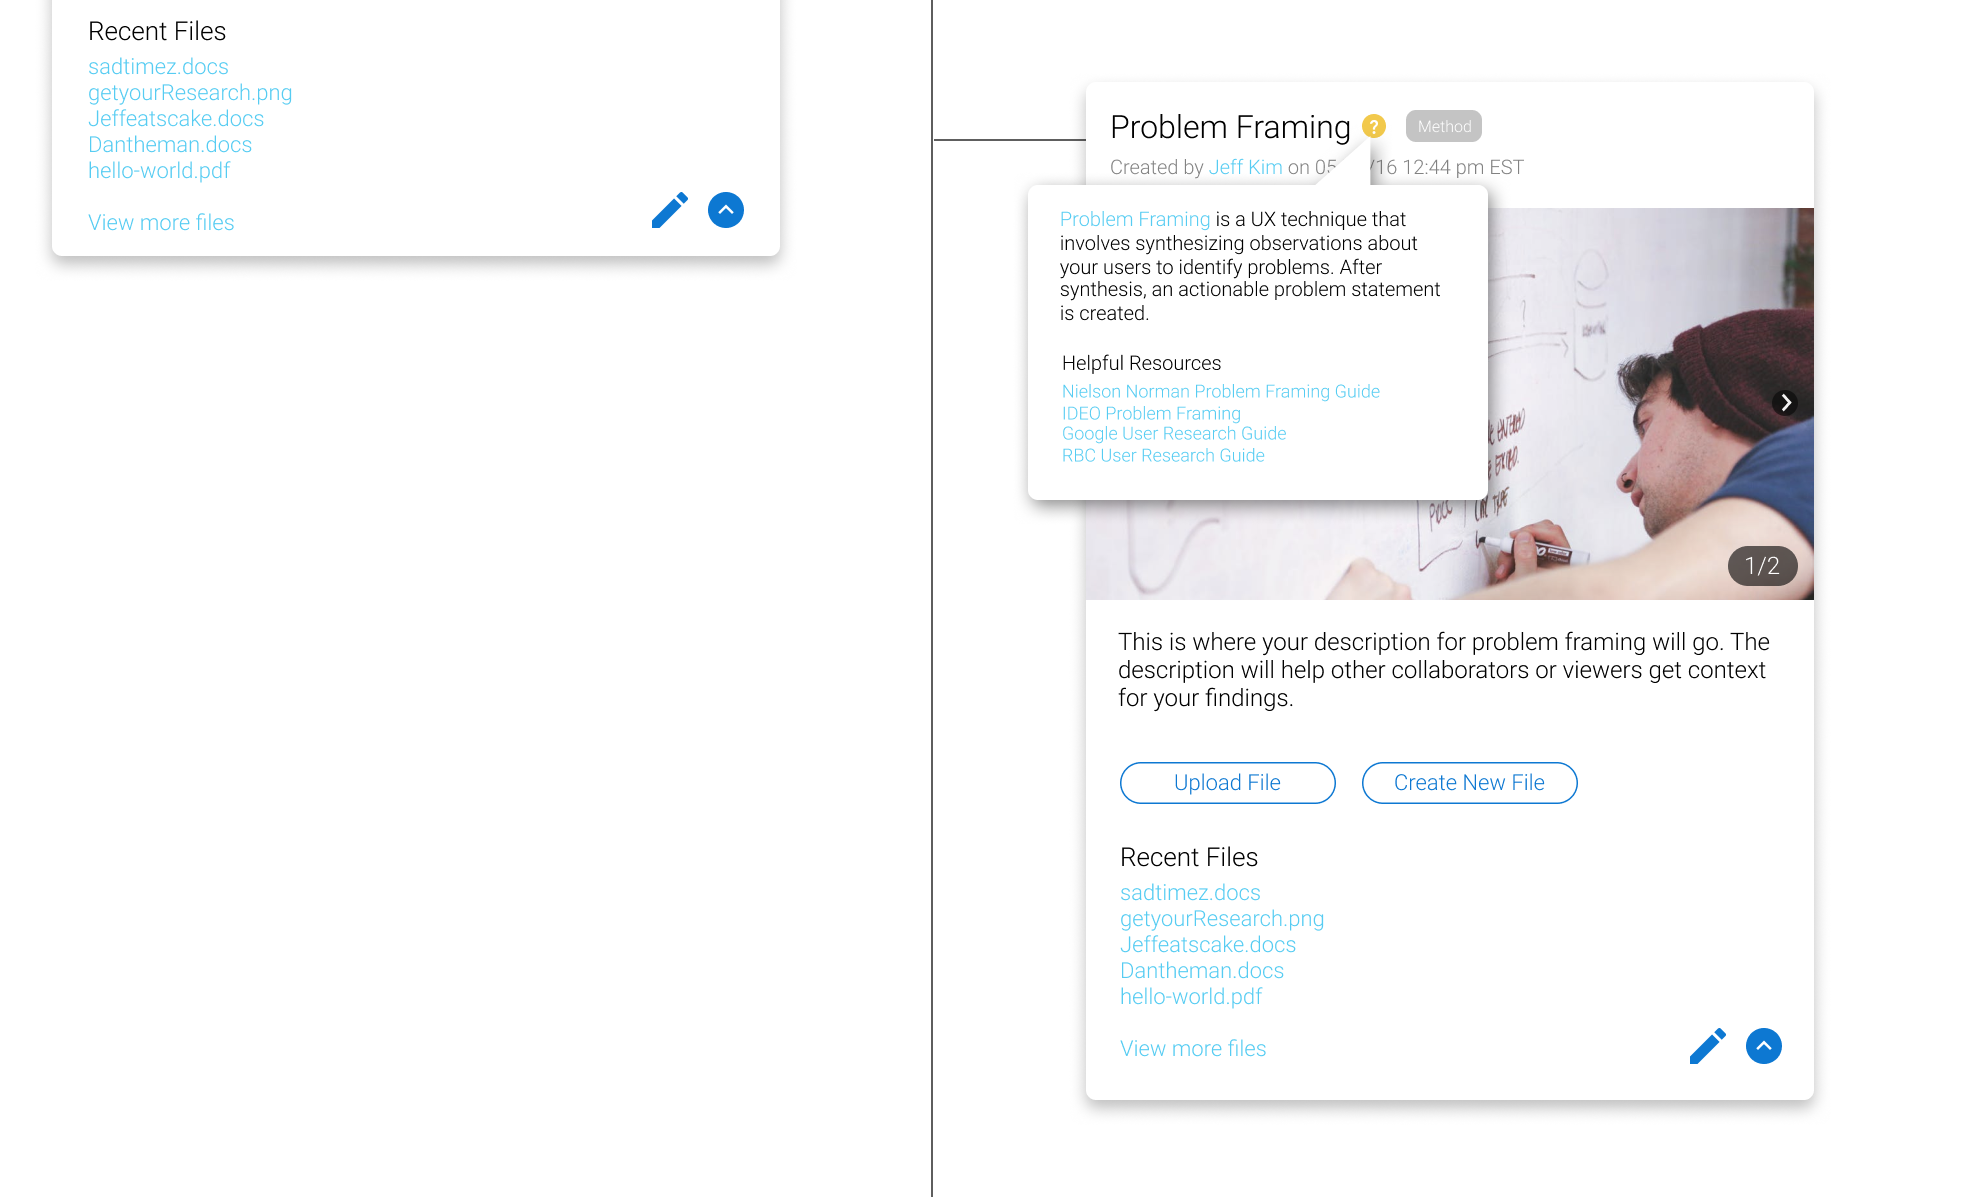 Recent Files
sadtimez.docs
getyourResearch.png
Jeffeatscake.docs
Dantheman.docs
hello-world.pdf
View more files
Problem Framing ? Method
Created by Jeff Kim on 05 /16 12:44 pm EST
Problem Framing is a UX technique that
involves synthesizing observations about
your users to identify problems. After
synthesis, an actionable problem statement
is created.
Helpful Resources
Nielson Norman Problem Framing Guide
IDEO Problem Framing
Google User Research Guide
RBC User Research Guide
1/2
This is where your description for problem framing will go. The
description will help other collaborators or viewers get context
for your findings.
Upload File
Create New File
Recent Files
sadtimez.docs
getyourResearch.png
Jeffeatscake.docs
Dantheman.docs
hello-world.pdf
View more files